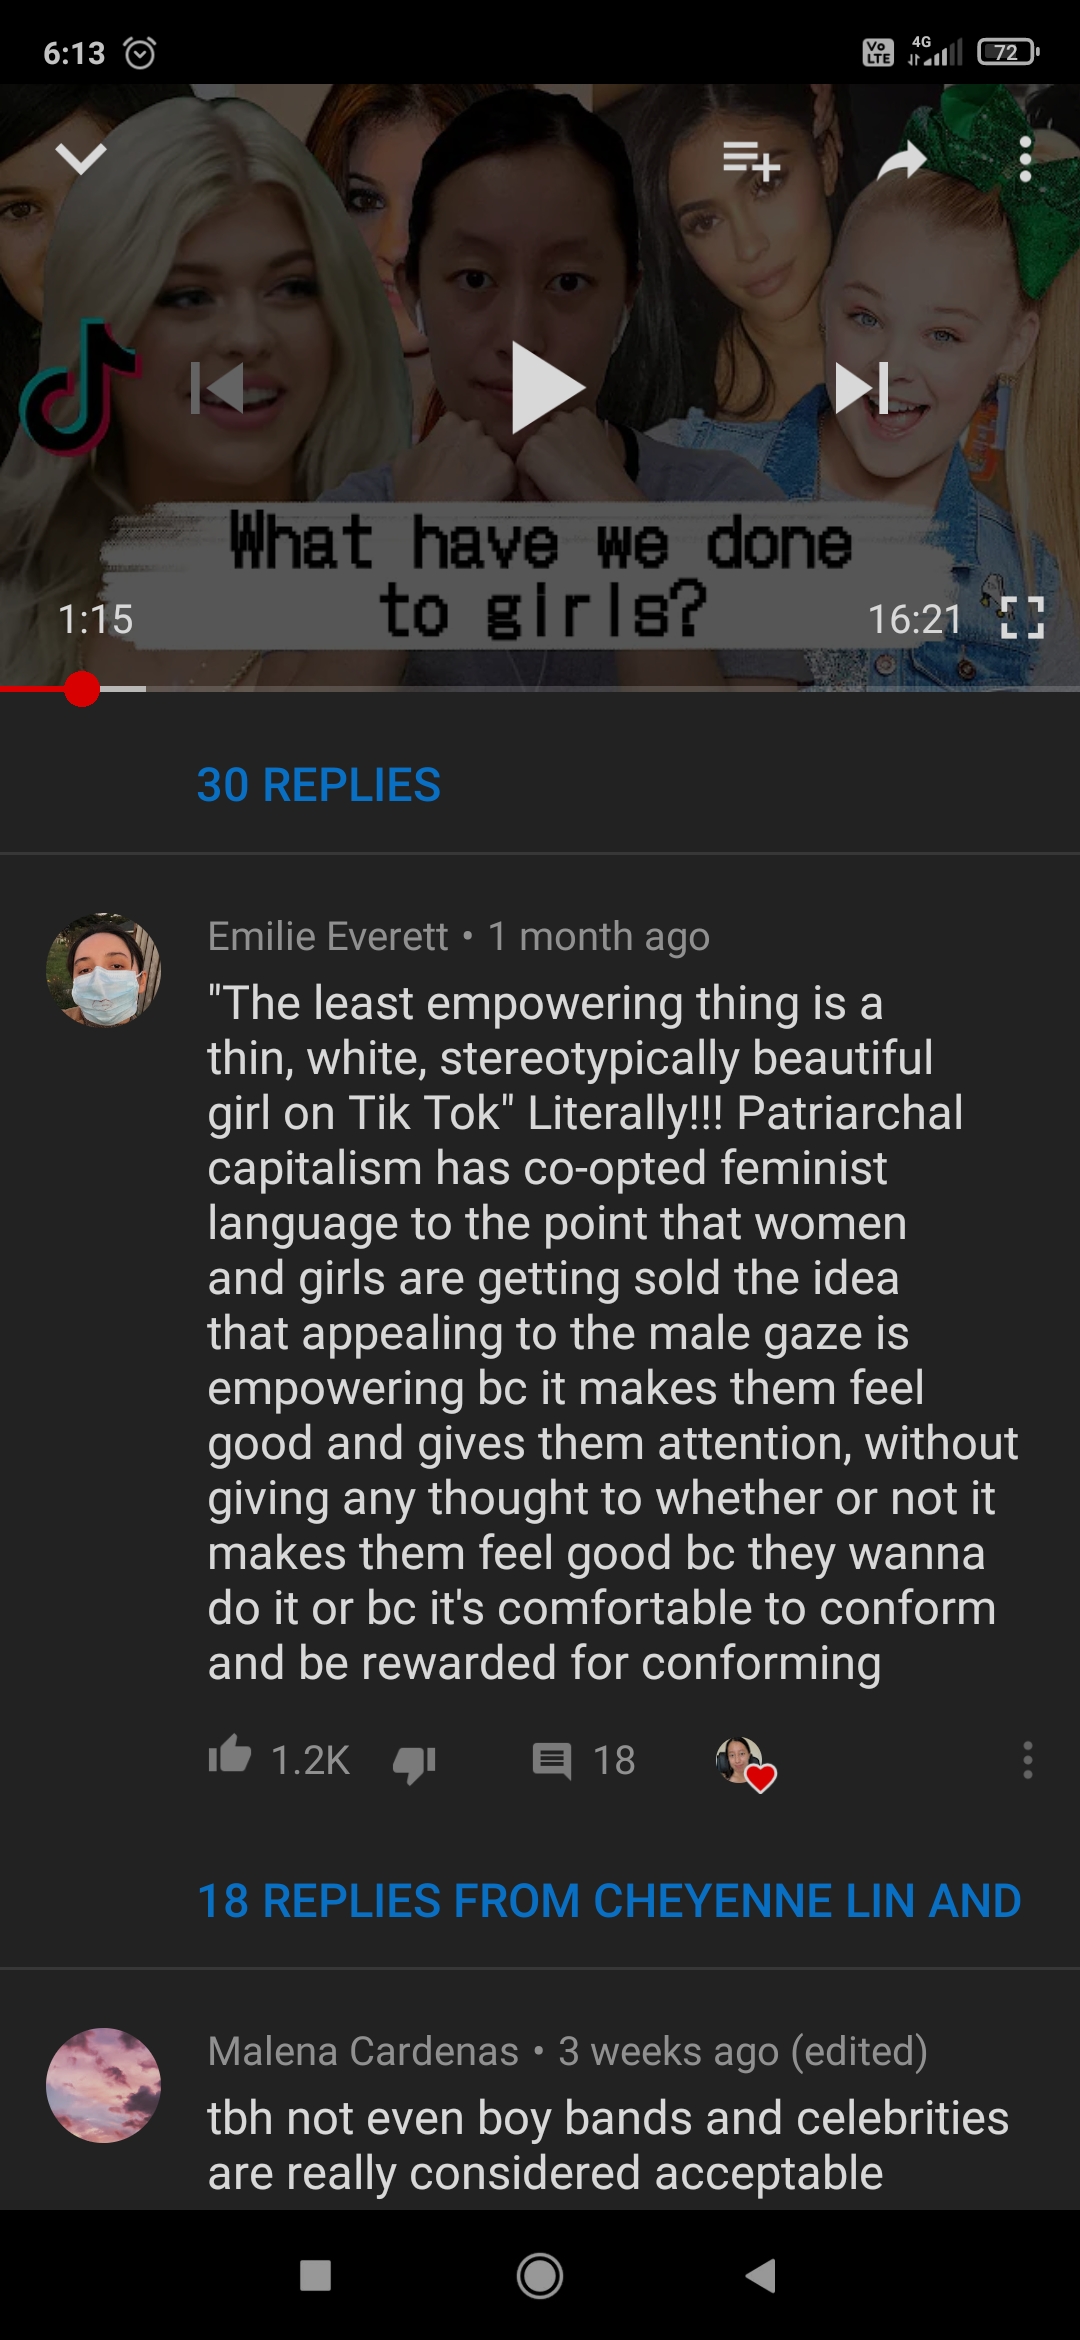 6:13
Vo
LTE
4G
72
What have we done
to girls?
1:15
16:21
30 REPLIES
Emilie Everett • 1 month ago
"The least empowering thing is a
thin, white, stereotypically beautiful
girl on Tik Tok" Literally!!! Patriarchal
capitalism has co-opted feminist
language to the point that women
and girls are getting sold the idea
that appealing to the male gaze is
empowering bc it makes them feel
good and gives them attention, without
giving any thought to whether or not it
makes them feel good bc they wanna
do it or bc it's comfortable to conform
and be rewarded for conforming
1.2K
18
18 REPLIES FROM CHEYENNE LIN AND
Malena Cardenas • 3 weeks ago (edited)
tbh not even boy bands and celebrities
are really considered acceptable